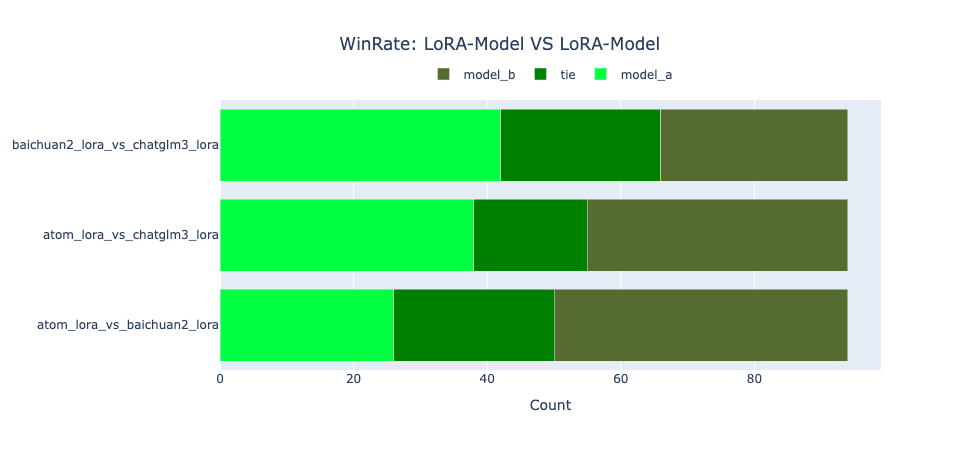 WinRate: LoRA-Model VS LoRA-Model
model_b tie model_a
baichuan2_lora_vs_chatglm3_lora
atom_lora_vs_chatglm3_lora
atom_lora_vs_baichuan2_lora
0 20 40 60 80
Count